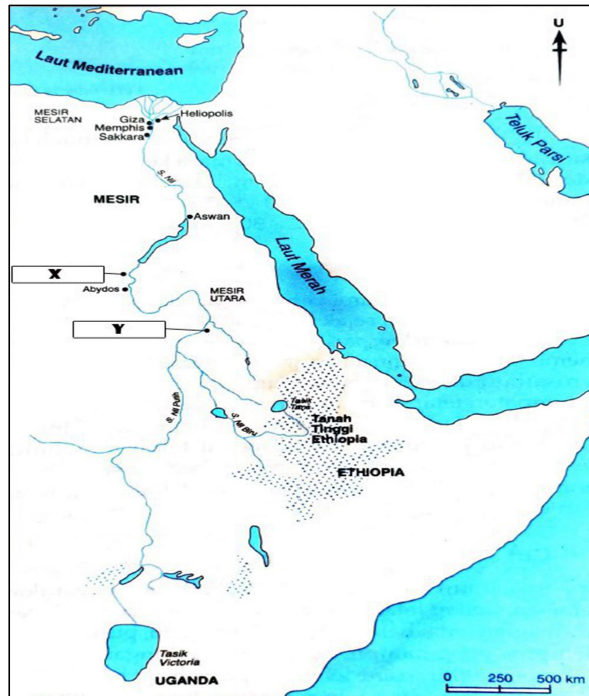 U
Laut Mediterranean
MESIR
SELATAN
Giza
Heliopolis
Memphis
Sakkara
Teluk Parsi
S. Nil
MESIR
Aswan
Laut Merah
X
Abydos
MESIR
UTARA
Y
S. Nil Putih
S. Nil Biru
Tasik
Tana
Tanah
Tinggi
Ethiopia
ETHIOPIA
Tasik
Victoria
UGANDA
0 250 500 km